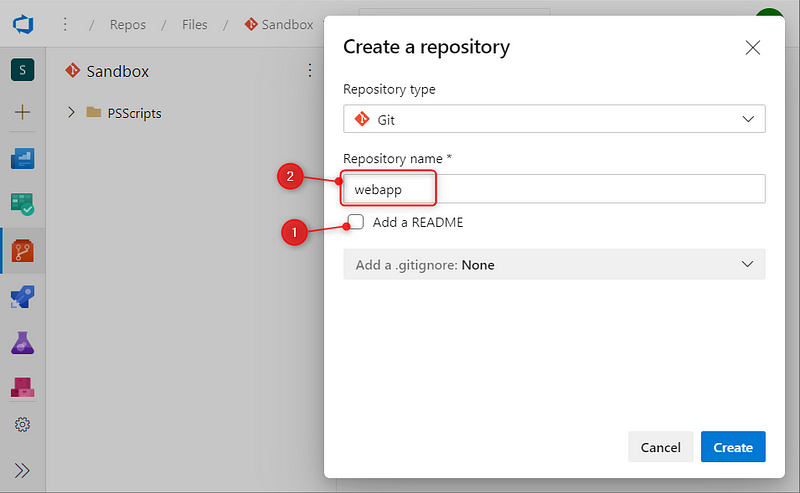 / Repos / Files / Sandbox
S Sandbox
PSScripts
Create a repository
Repository type
Git
Repository name *
2
webapp
1
Add a README
Add a .gitignore: None
Cancel Create